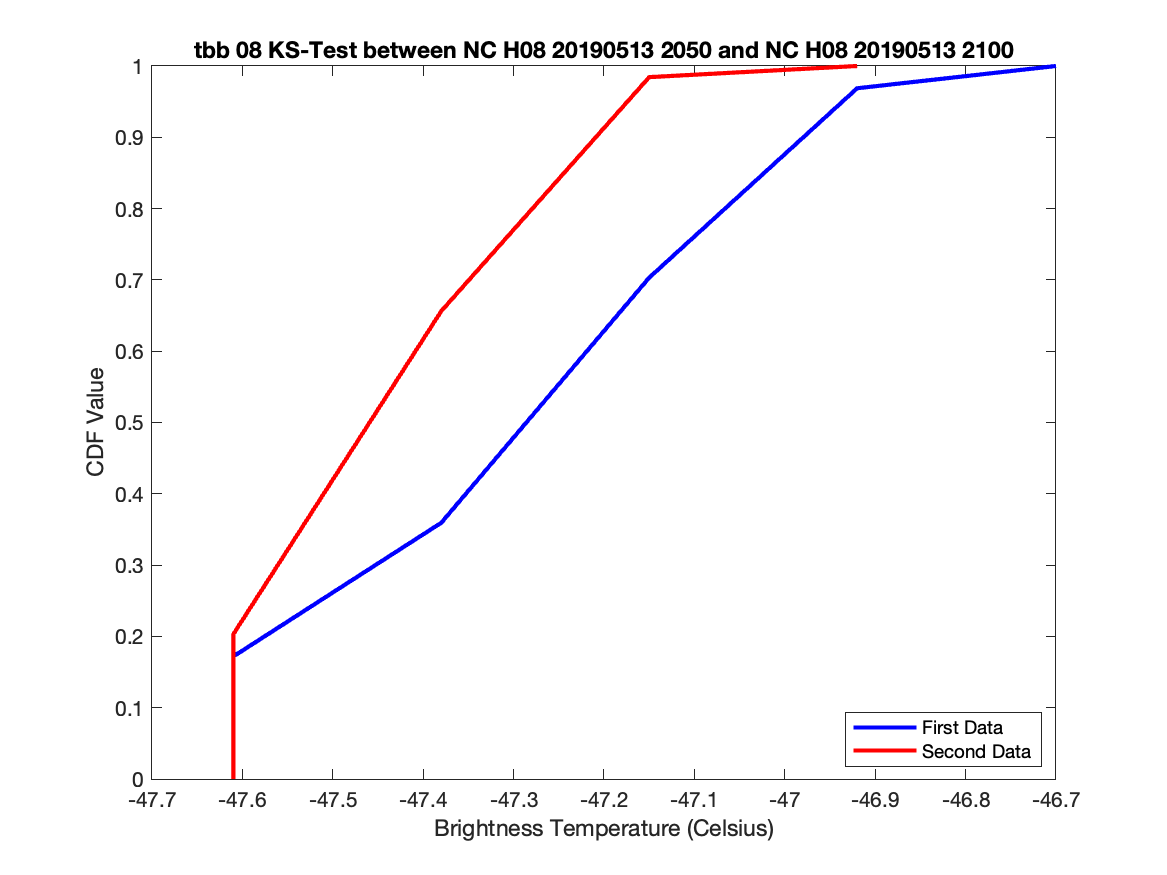 tbb 08 KS-Test between NC H08 20190513 2050 and NC H08 20190513 2100
1
0.9
0.8
0.7
0.6
0.5
0.4
0.3
0.2
0.1
0
CDF Value
First Data
Second Data
-47.7 -47.6 -47.5 -47.4 -47.3 -47.2 -47.1 -47 -46.9 -46.8 -46.7
Brightness Temperature (Celsius)